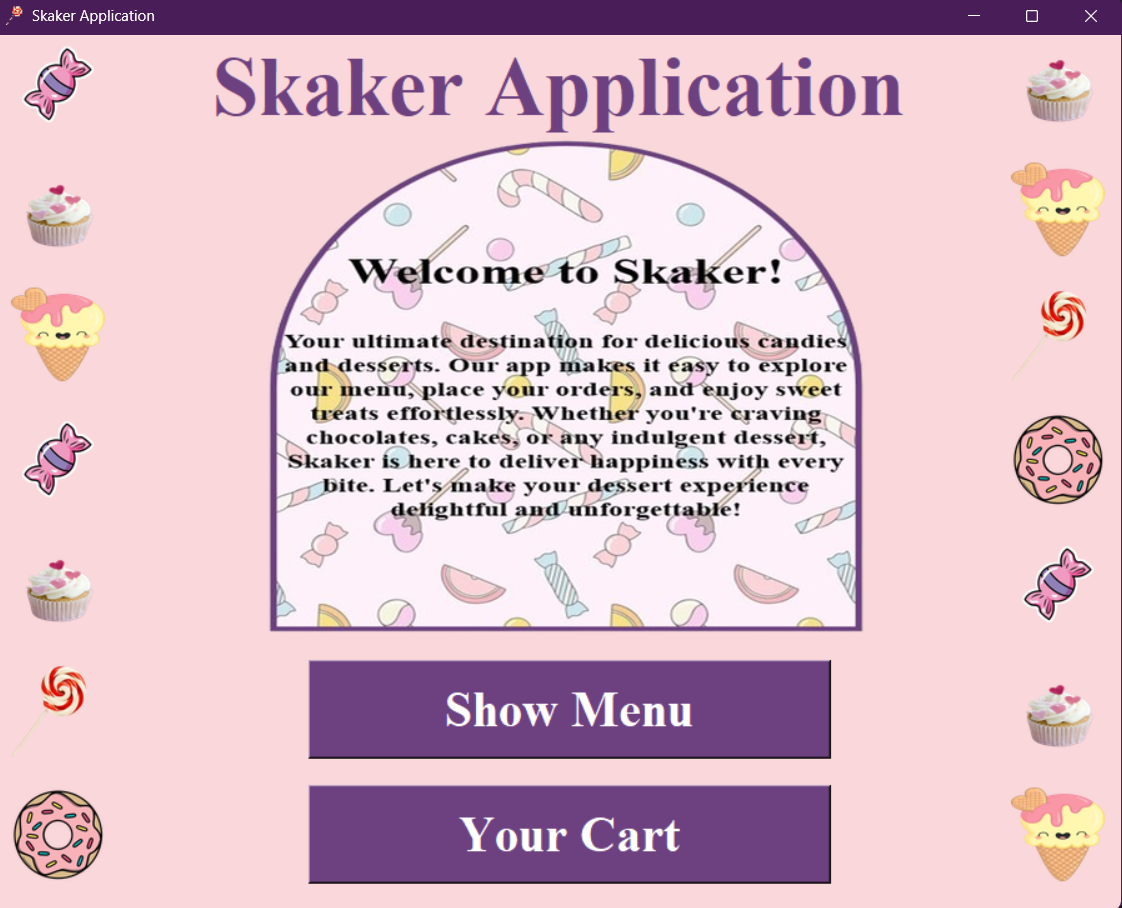 Skaker Application
Skaker Application
Welcome to Skaker!
Your ultimate destination for delicious candies
and desserts. Our app makes it easy to explore
our menu, place your orders, and enjoy sweet
treats effortlessly. Whether you're craving
chocolates, cakes, or any indulgent dessert,
Skaker is here to deliver happiness with every
bite. Let's make your dessert experience
delightful and unforgettable!
Show Menu
Your Cart